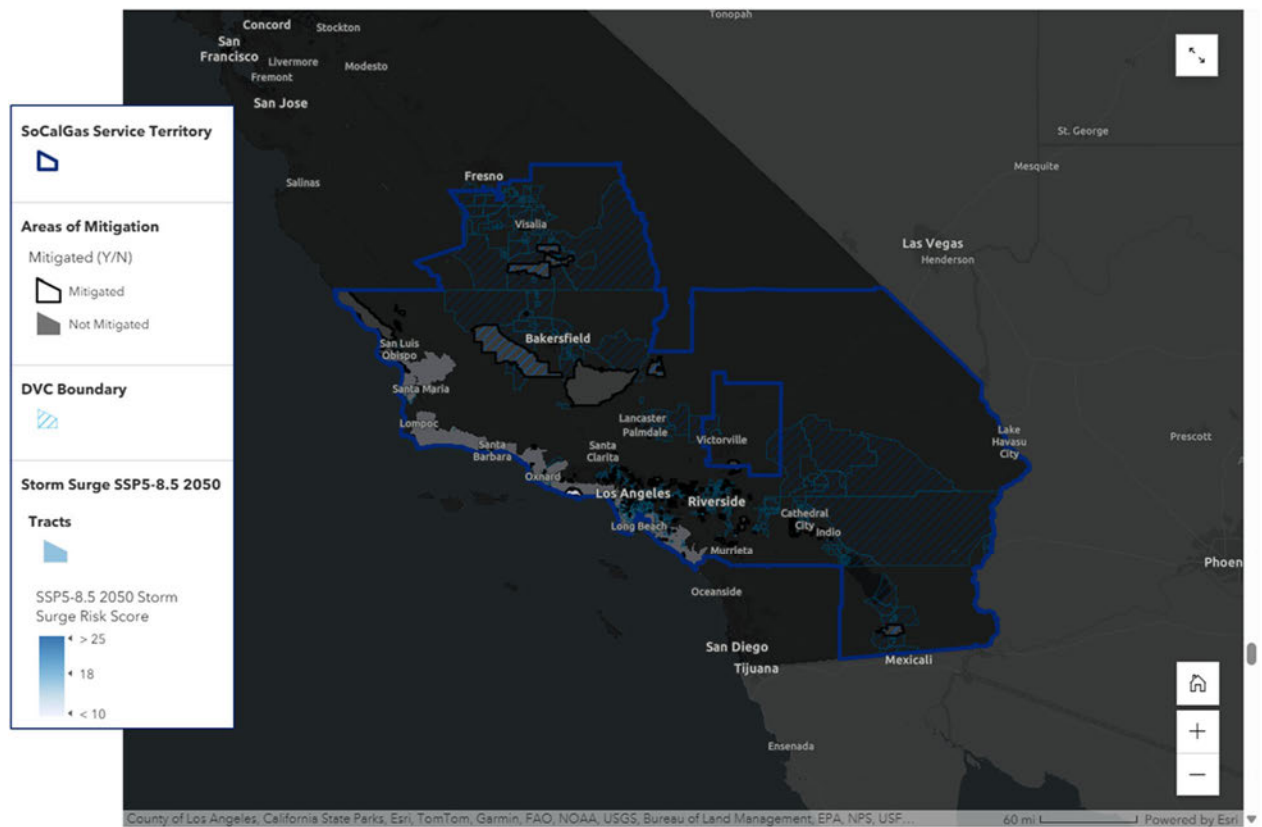 SoCalGas Service Territory
Areas of Mitigation
Mitigated (Y/N)
Mitigated
Not Mitigated
DVC Boundary
Storm Surge SSP5-8.5 2050
Tracts
SSP5-8.5 2050 Storm
Surge Risk Score
> 25
18
< 10
Tonopah
Concord
Stockton
San
Francisco
Livermore
Modesto
Fremont
San Jose
St. George
Mesquite
Salinas
Fresno
Visalia
Las Vegas
Henderson
San Luis
Obispo
Bakersfield
Santa Maria
Lompoc
Lancaster
Palmdale
Victorville
Lake
Havasu
City
Prescott
Santa
Barbara
Santa
Clarita
Oxnard
Los Angeles
Riverside
Long Beach
Cathedral
City
Indio
Murrieta
Phoen
Oceanside
San Diego
Tijuana
Mexicali
Ensenada
County of Los Angeles, California State Parks, Esri, TomTom, Garmin, FAO, NOAA, USGS, Bureau of Land Management, EPA, NPS, USF...
60 mi
Powered by Esri